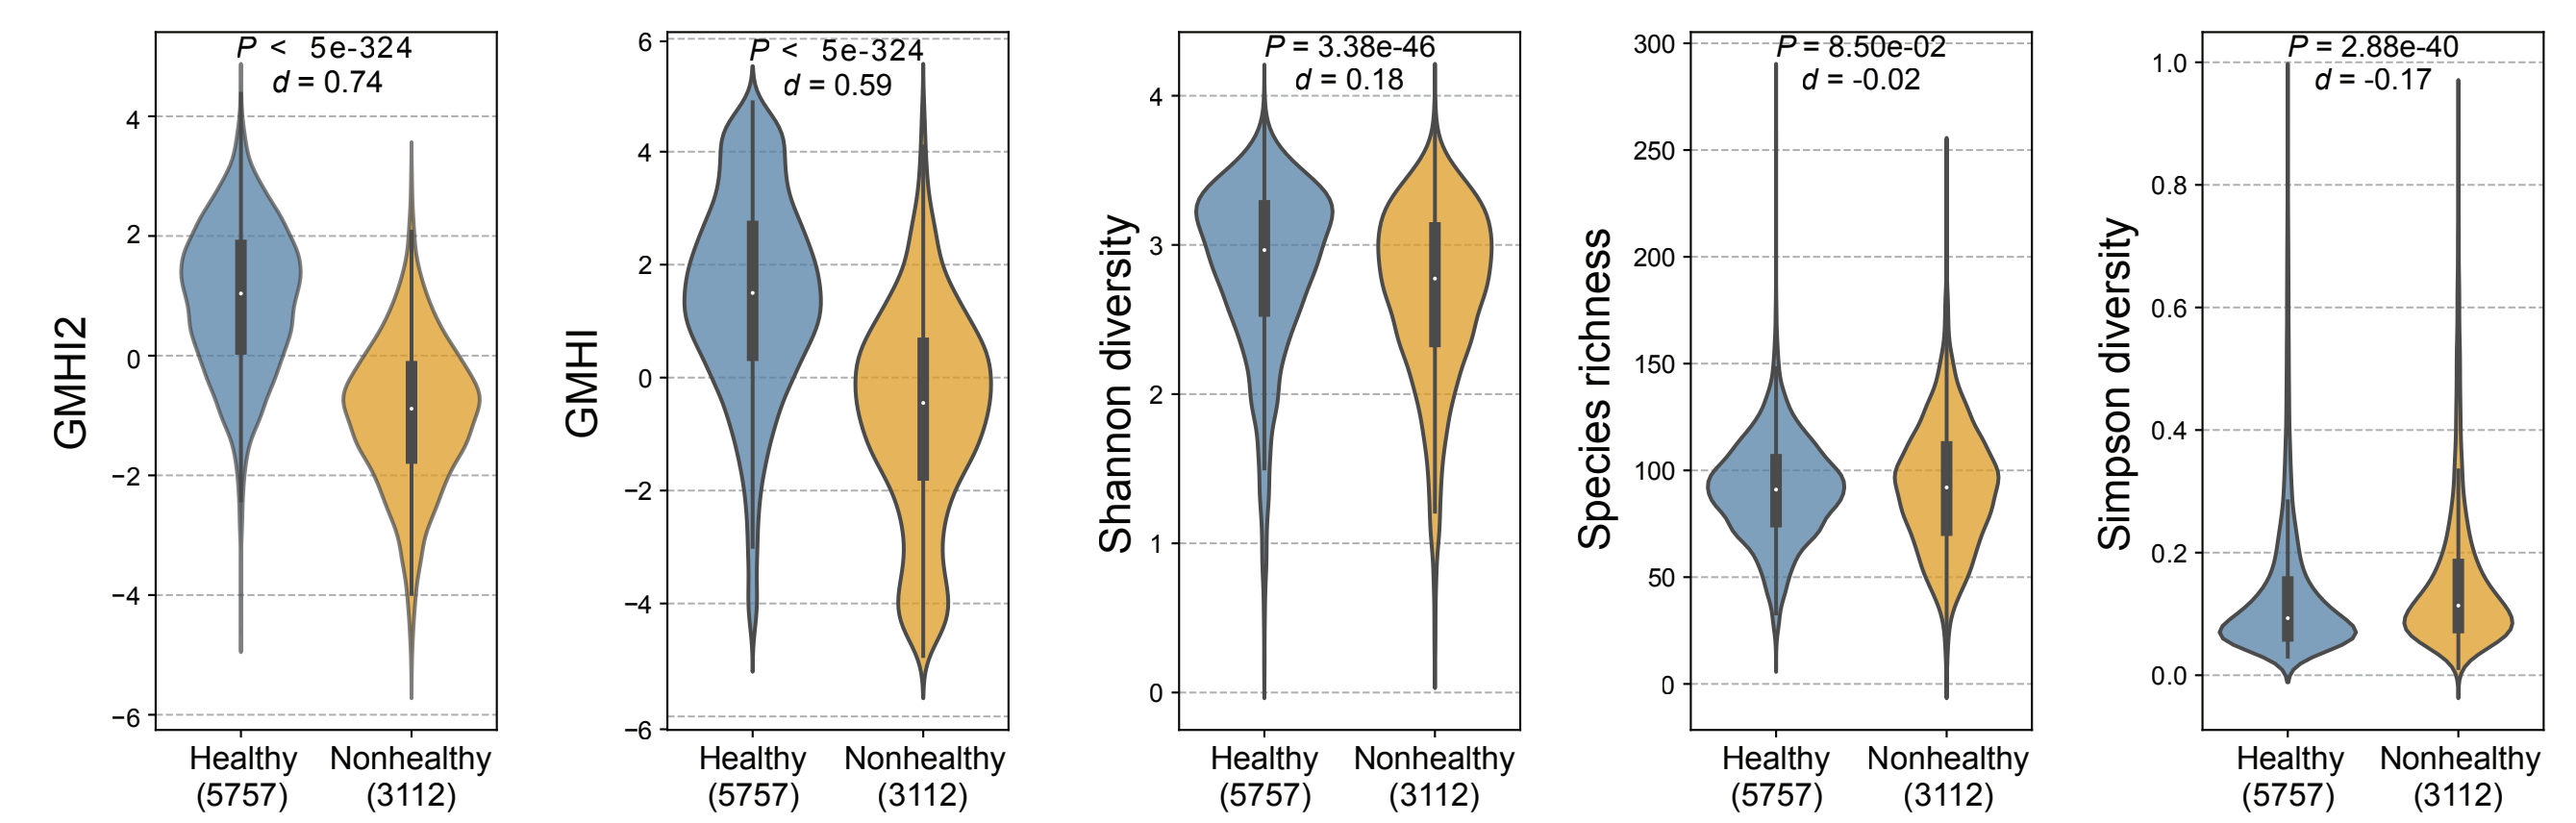 GMHI2
P < 5e-324
d = 0.74
4
2
0
−2
−4
−6
Healthy
(5757)
Nonhealthy
(3112)
GMHI
P < 5e-324
d = 0.59
6
4
2
0
−2
−4
−6
Healthy
(5757)
Nonhealthy
(3112)
Shannon diversity
P = 3.38e-46
d = 0.18
4
3
2
1
0
Healthy
(5757)
Nonhealthy
(3112)
Species richness
P = 8.50e-02
d = -0.02
300
250
200
150
100
50
0
Healthy
(5757)
Nonhealthy
(3112)
Simpson diversity
P = 2.88e-40
d = -0.17
1.0
0.8
0.6
0.4
0.2
0.0
Healthy
(5757)
Nonhealthy
(3112)